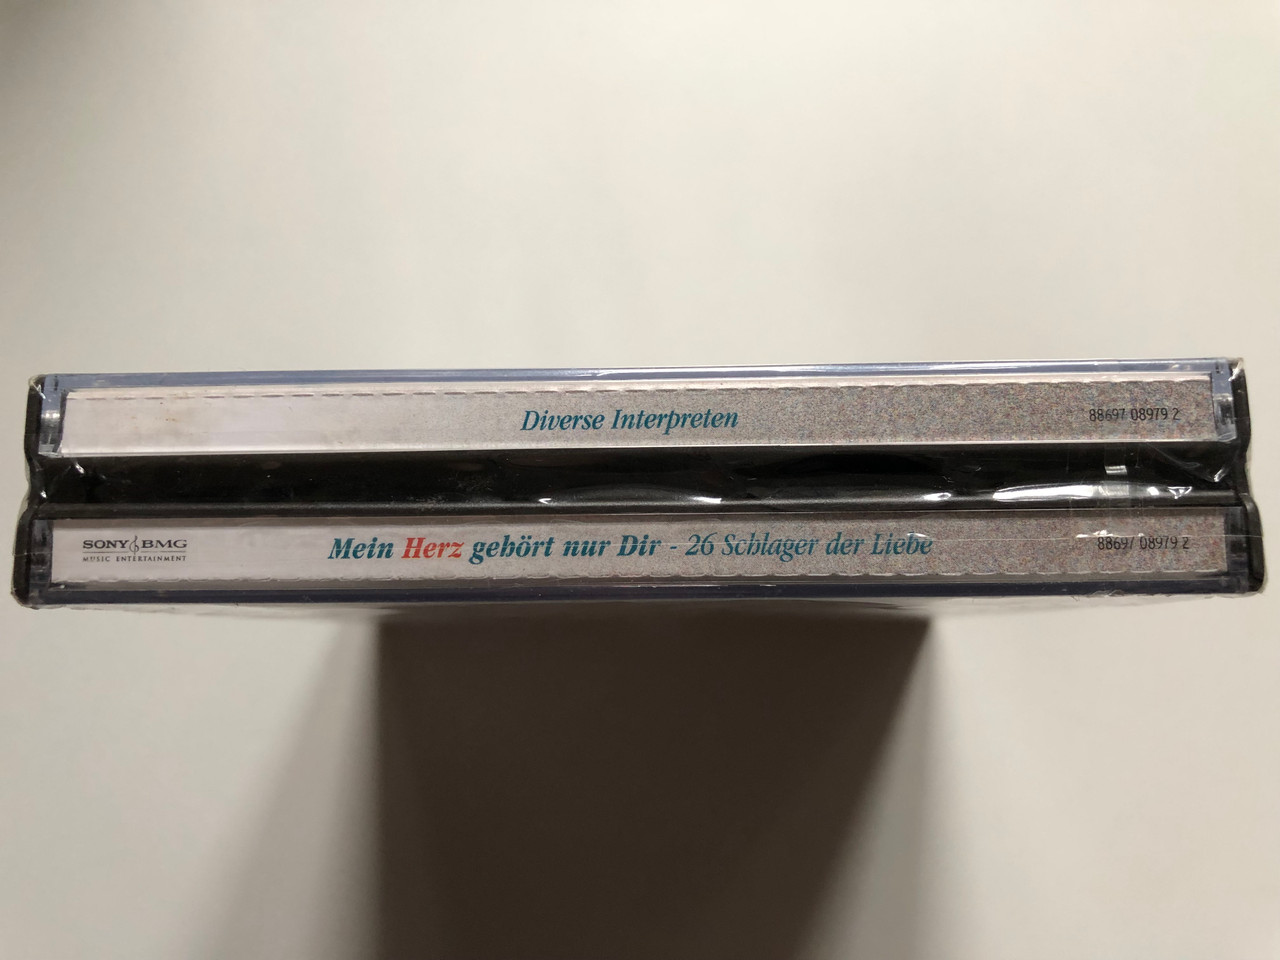 Diverse Interpreten
88697 08979 2
SONY BMG
MUSIC ENTERTAINMENT
Mein Herz gehört nur Dir - 26 Schlager der Liebe
88697 08979 2